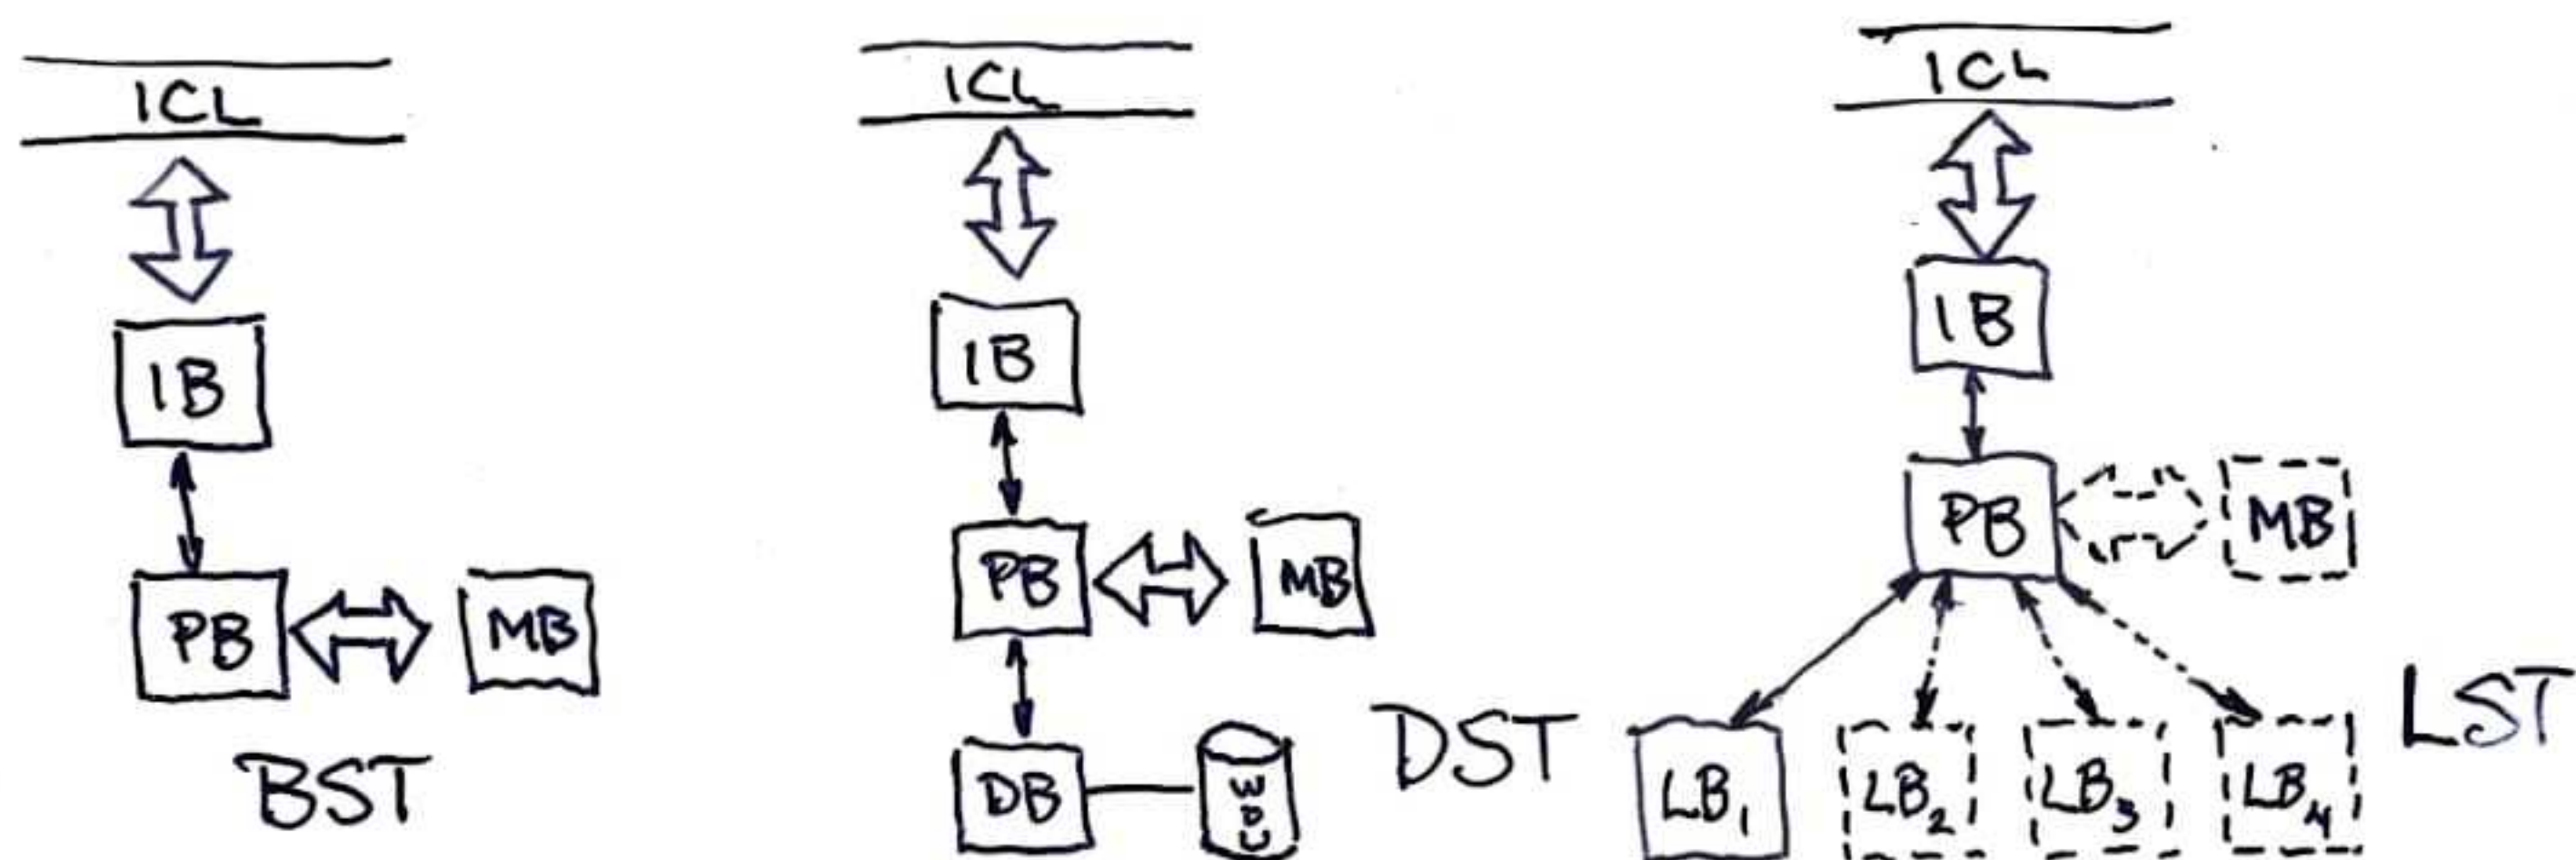 ICL
IB
PB
MB
BST
ICL
IB
PB
MB
DB
WDU
DST
ICL
IB
PB
MB
LB1
LB2
LB3
LB4
LST